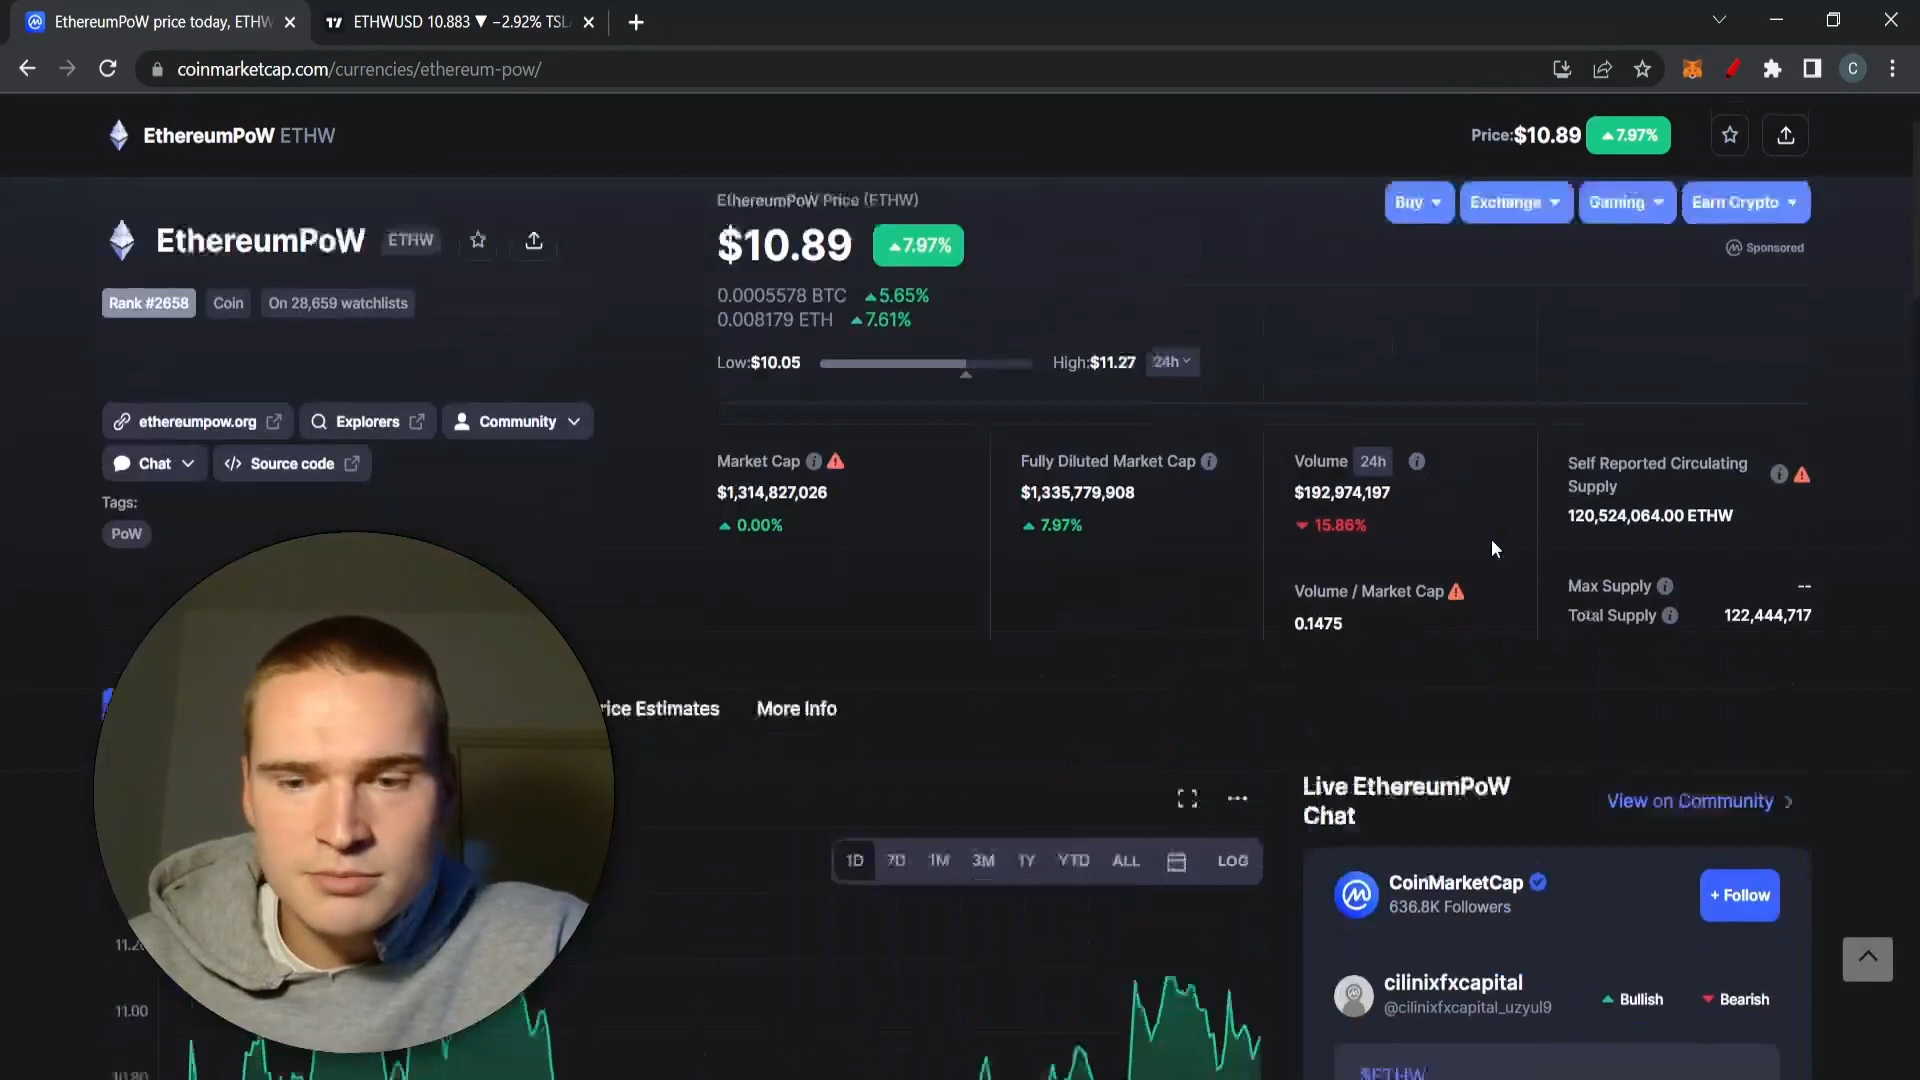 EthereumPoW price today, ETHW
ETHWUSD 10.883 ▼ −2.92% TSL
coinmarketcap.com/currencies/ethereum-pow/
C
EthereumPoW ETHW
Price:$10.89
7.97%
EthereumPoW
ETHW
EthereumPoW Price (ETHW)
$10.89
7.97%
Buy
Exchange
Gaming
Earn Crypto
Sponsored
Rank #2658
Coin
On 28,659 watchlists
0.0005578 BTC 5.65%
0.008179 ETH 7.61%
Low:$10.05
High:$11.27
24h
ethereumpow.org
Explorers
Community
Chat
Source code
Tags:
PoW
Market Cap
$1,314,827,026
0.00%
Fully Diluted Market Cap
$1,335,779,908
7.97%
Volume 24h
$192,974,197
15.86%
Volume / Market Cap
0.1475
Self Reported Circulating
Supply
120,524,064.00 ETHW
Max Supply --
Total Supply 122,444,717
rice Estimates
More Info
1D 7D 1M 3M 1Y YTD ALL LOG
11.00
10.80
Live EthereumPoW
Chat
View on Community
CoinMarketCap
636.8K Followers
+ Follow
cilinixfxcapital
@cilinixfxcapital_uzyul9
Bullish
Bearish
$ETHW